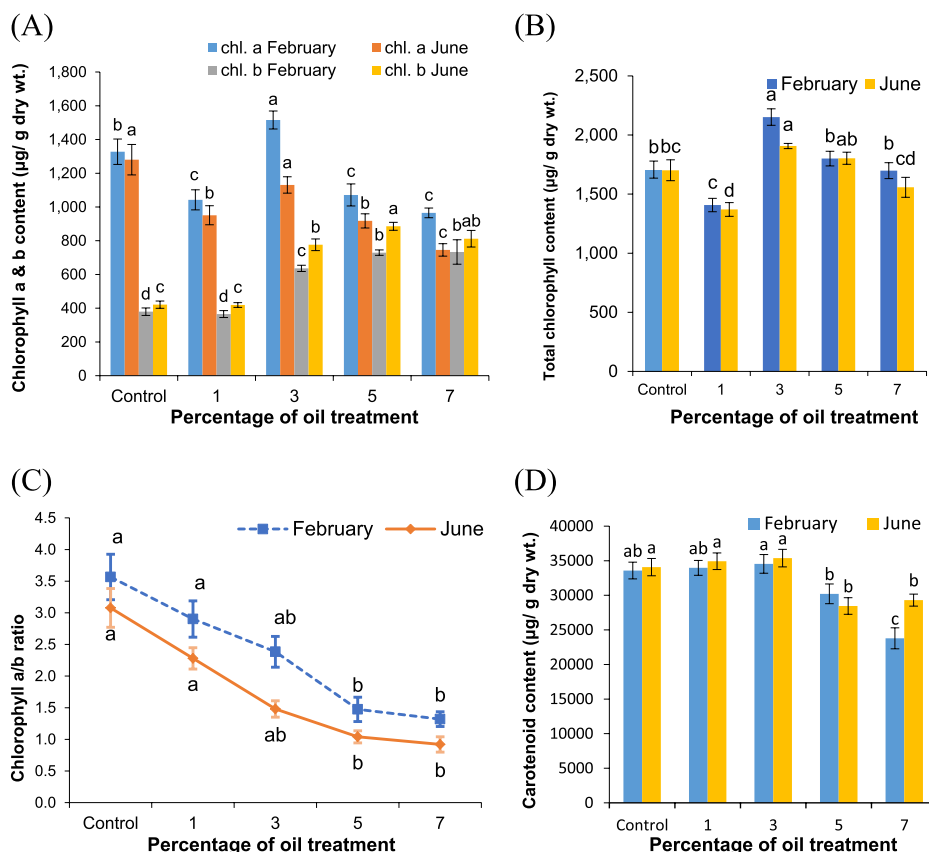 (A)
chl. a February
chl. a June
chl. b February
chl. b June
Chlorophyll a & b content (µg/ g dry wt.)
1,800
1,600
1,400
1,200
1,000
800
600
400
200
0
b a d c
c b d c
a a c b
c b b a
c c b ab
Control 1 3 5 7
Percentage of oil treatment
(B)
February June
Total chlorophyll content (µg/ g dry wt.)
2,500
2,000
1,500
1,000
500
0
b bc
c d
a a
b ab
b cd
Control 1 3 5 7
Percentage of oil treatment
(C)
February June
Chlorophyll a/b ratio
4.5
4.0
3.5
3.0
2.5
2.0
1.5
1.0
0.5
0.0
a a ab b b
a a ab b b
Control 1 3 5 7
Percentage of oil treatment
(D)
February June
Carotenoid content (µg/ g dry wt.)
40000
35000
30000
25000
20000
15000
10000
5000
0
ab a
ab a
a a
b b
c b
Control 1 3 5 7
Percentage of oil treatment